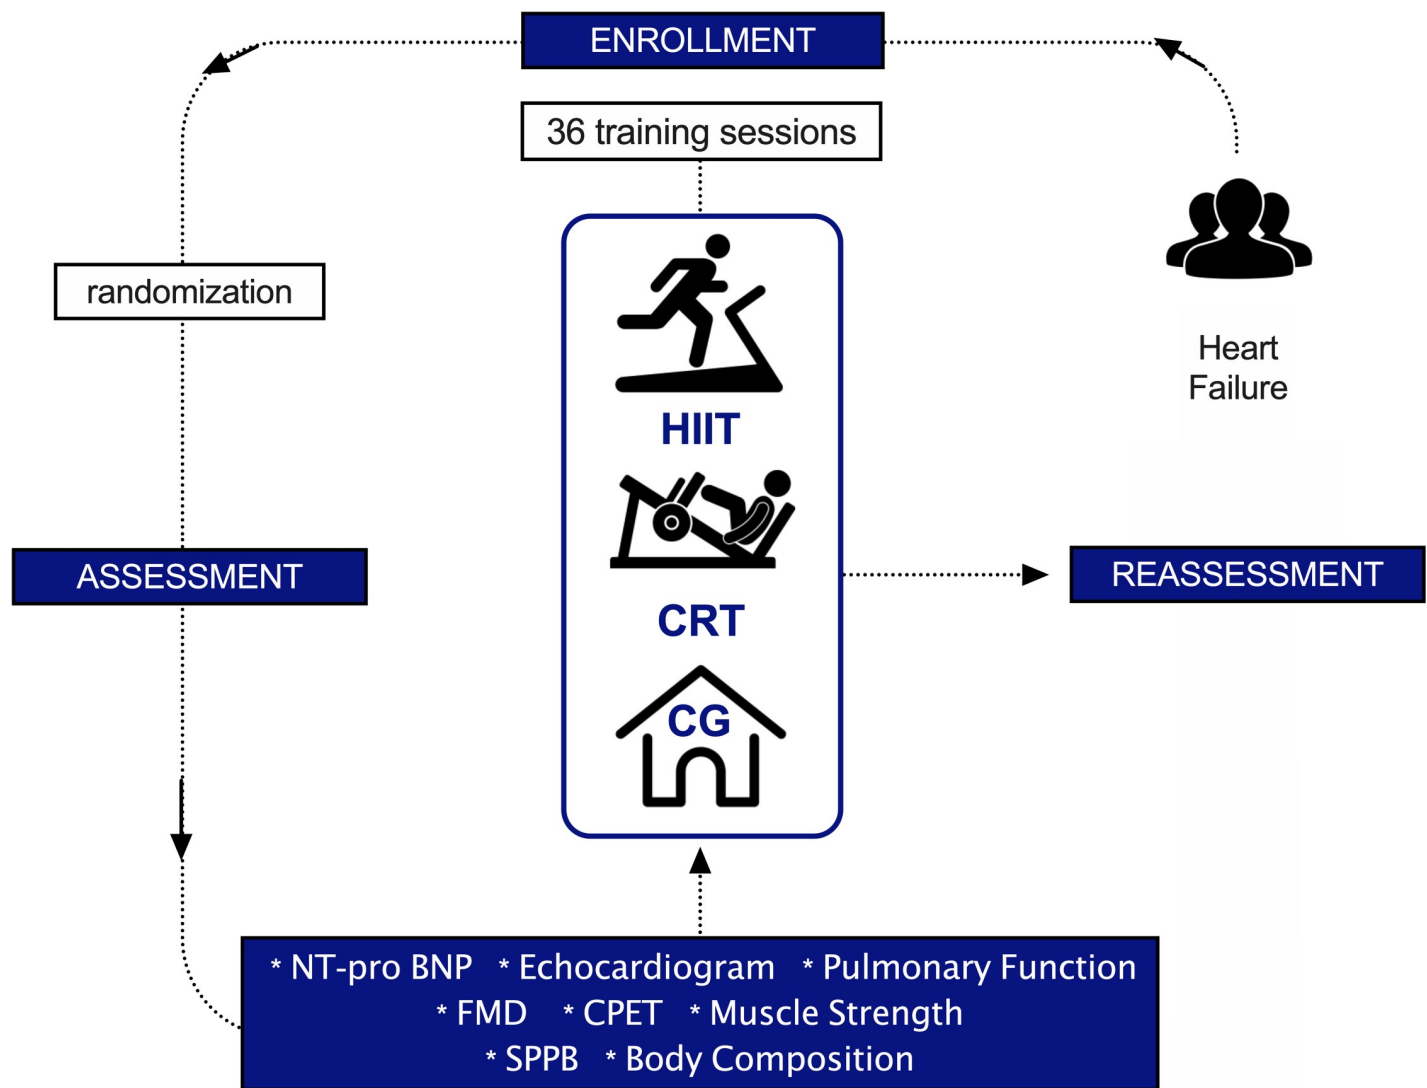 ENROLLMENT
36 training sessions
randomization
Heart
Failure
HIIT
ASSESSMENT
REASSESSMENT
CRT
CG
* NT-pro BNP * Echocardiogram * Pulmonary Function
* FMD * CPET * Muscle Strength
* SPPB * Body Composition